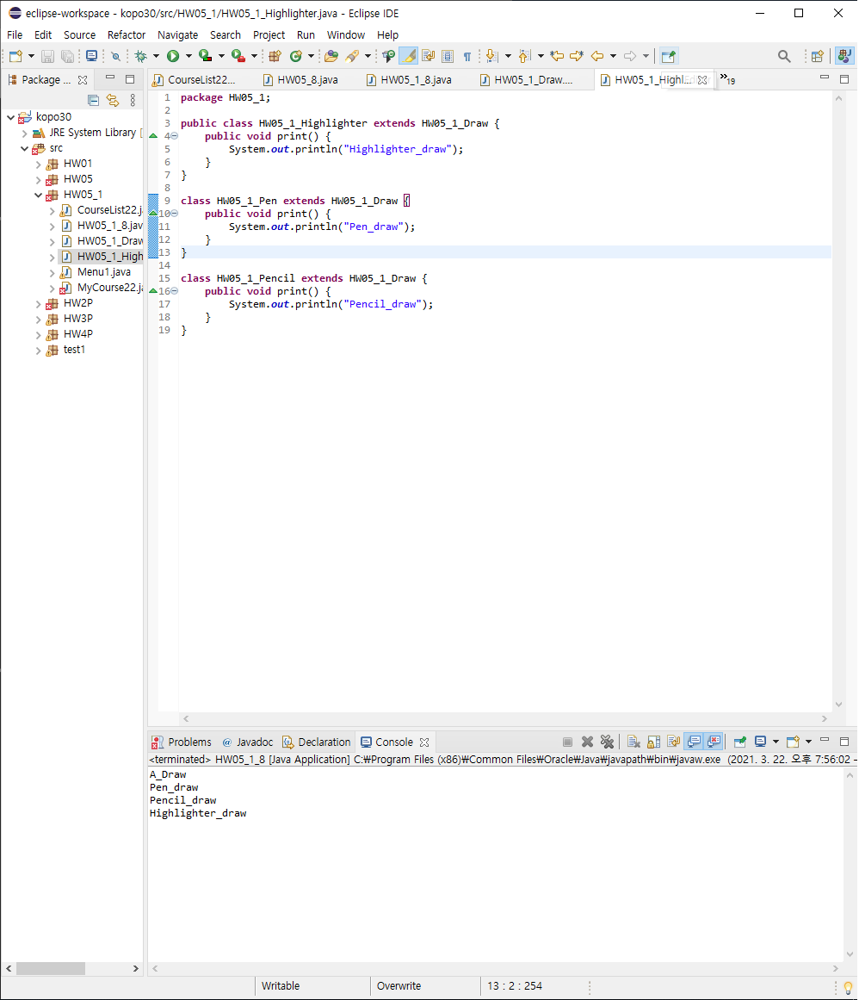 eclipse-workspace - kopo30/src/HW05_1/HW05_1_Highlighter.java - Eclipse IDE
File Edit Source Refactor Navigate Search Project Run Window Help
Package ...
CourseList22... HW05_8.java HW05_1_8.java HW05_1_Draw.... HW05_1_Highl... 19
kopo30
JRE System Library [
src
HW01
HW05
HW05_1
CourseList22.j
HW05_1_8.jav
HW05_1_Draw
HW05_1_High
Menu1.java
MyCourse22.ja
HW2P
HW3P
HW4P
test1
1 package HW05_1;
2
3 public class HW05_1_Highlighter extends HW05_1_Draw {
4 public void print() {
5 System.out.println("Highlighter_draw");
6 }
7 }
8
9 class HW05_1_Pen extends HW05_1_Draw {
10 public void print() {
11 System.out.println("Pen_draw");
12 }
13 }
14
15 class HW05_1_Pencil extends HW05_1_Draw {
16 public void print() {
17 System.out.println("Pencil_draw");
18 }
19 }
Problems Javadoc Declaration Console
<terminated> HW05_1_8 [Java Application] C:₩Program Files (x86)₩Common Files₩Oracle₩Java₩javapath₩bin₩javaw.exe (2021. 3. 22. 오후 7:56:02 –
A_Draw
Pen_draw
Pencil_draw
Highlighter_draw
Writable Overwrite 13 : 2 : 254